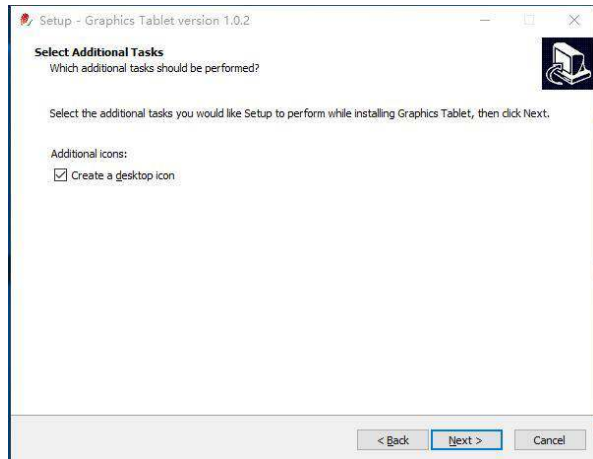 Setup - Graphics Tablet version 1.0.2
Select Additional Tasks
Which additional tasks should be performed?
Select the additional tasks you would like Setup to perform while installing Graphics Tablet, then click Next.
Additional icons:
Create a desktop icon
< Back
Next >
Cancel